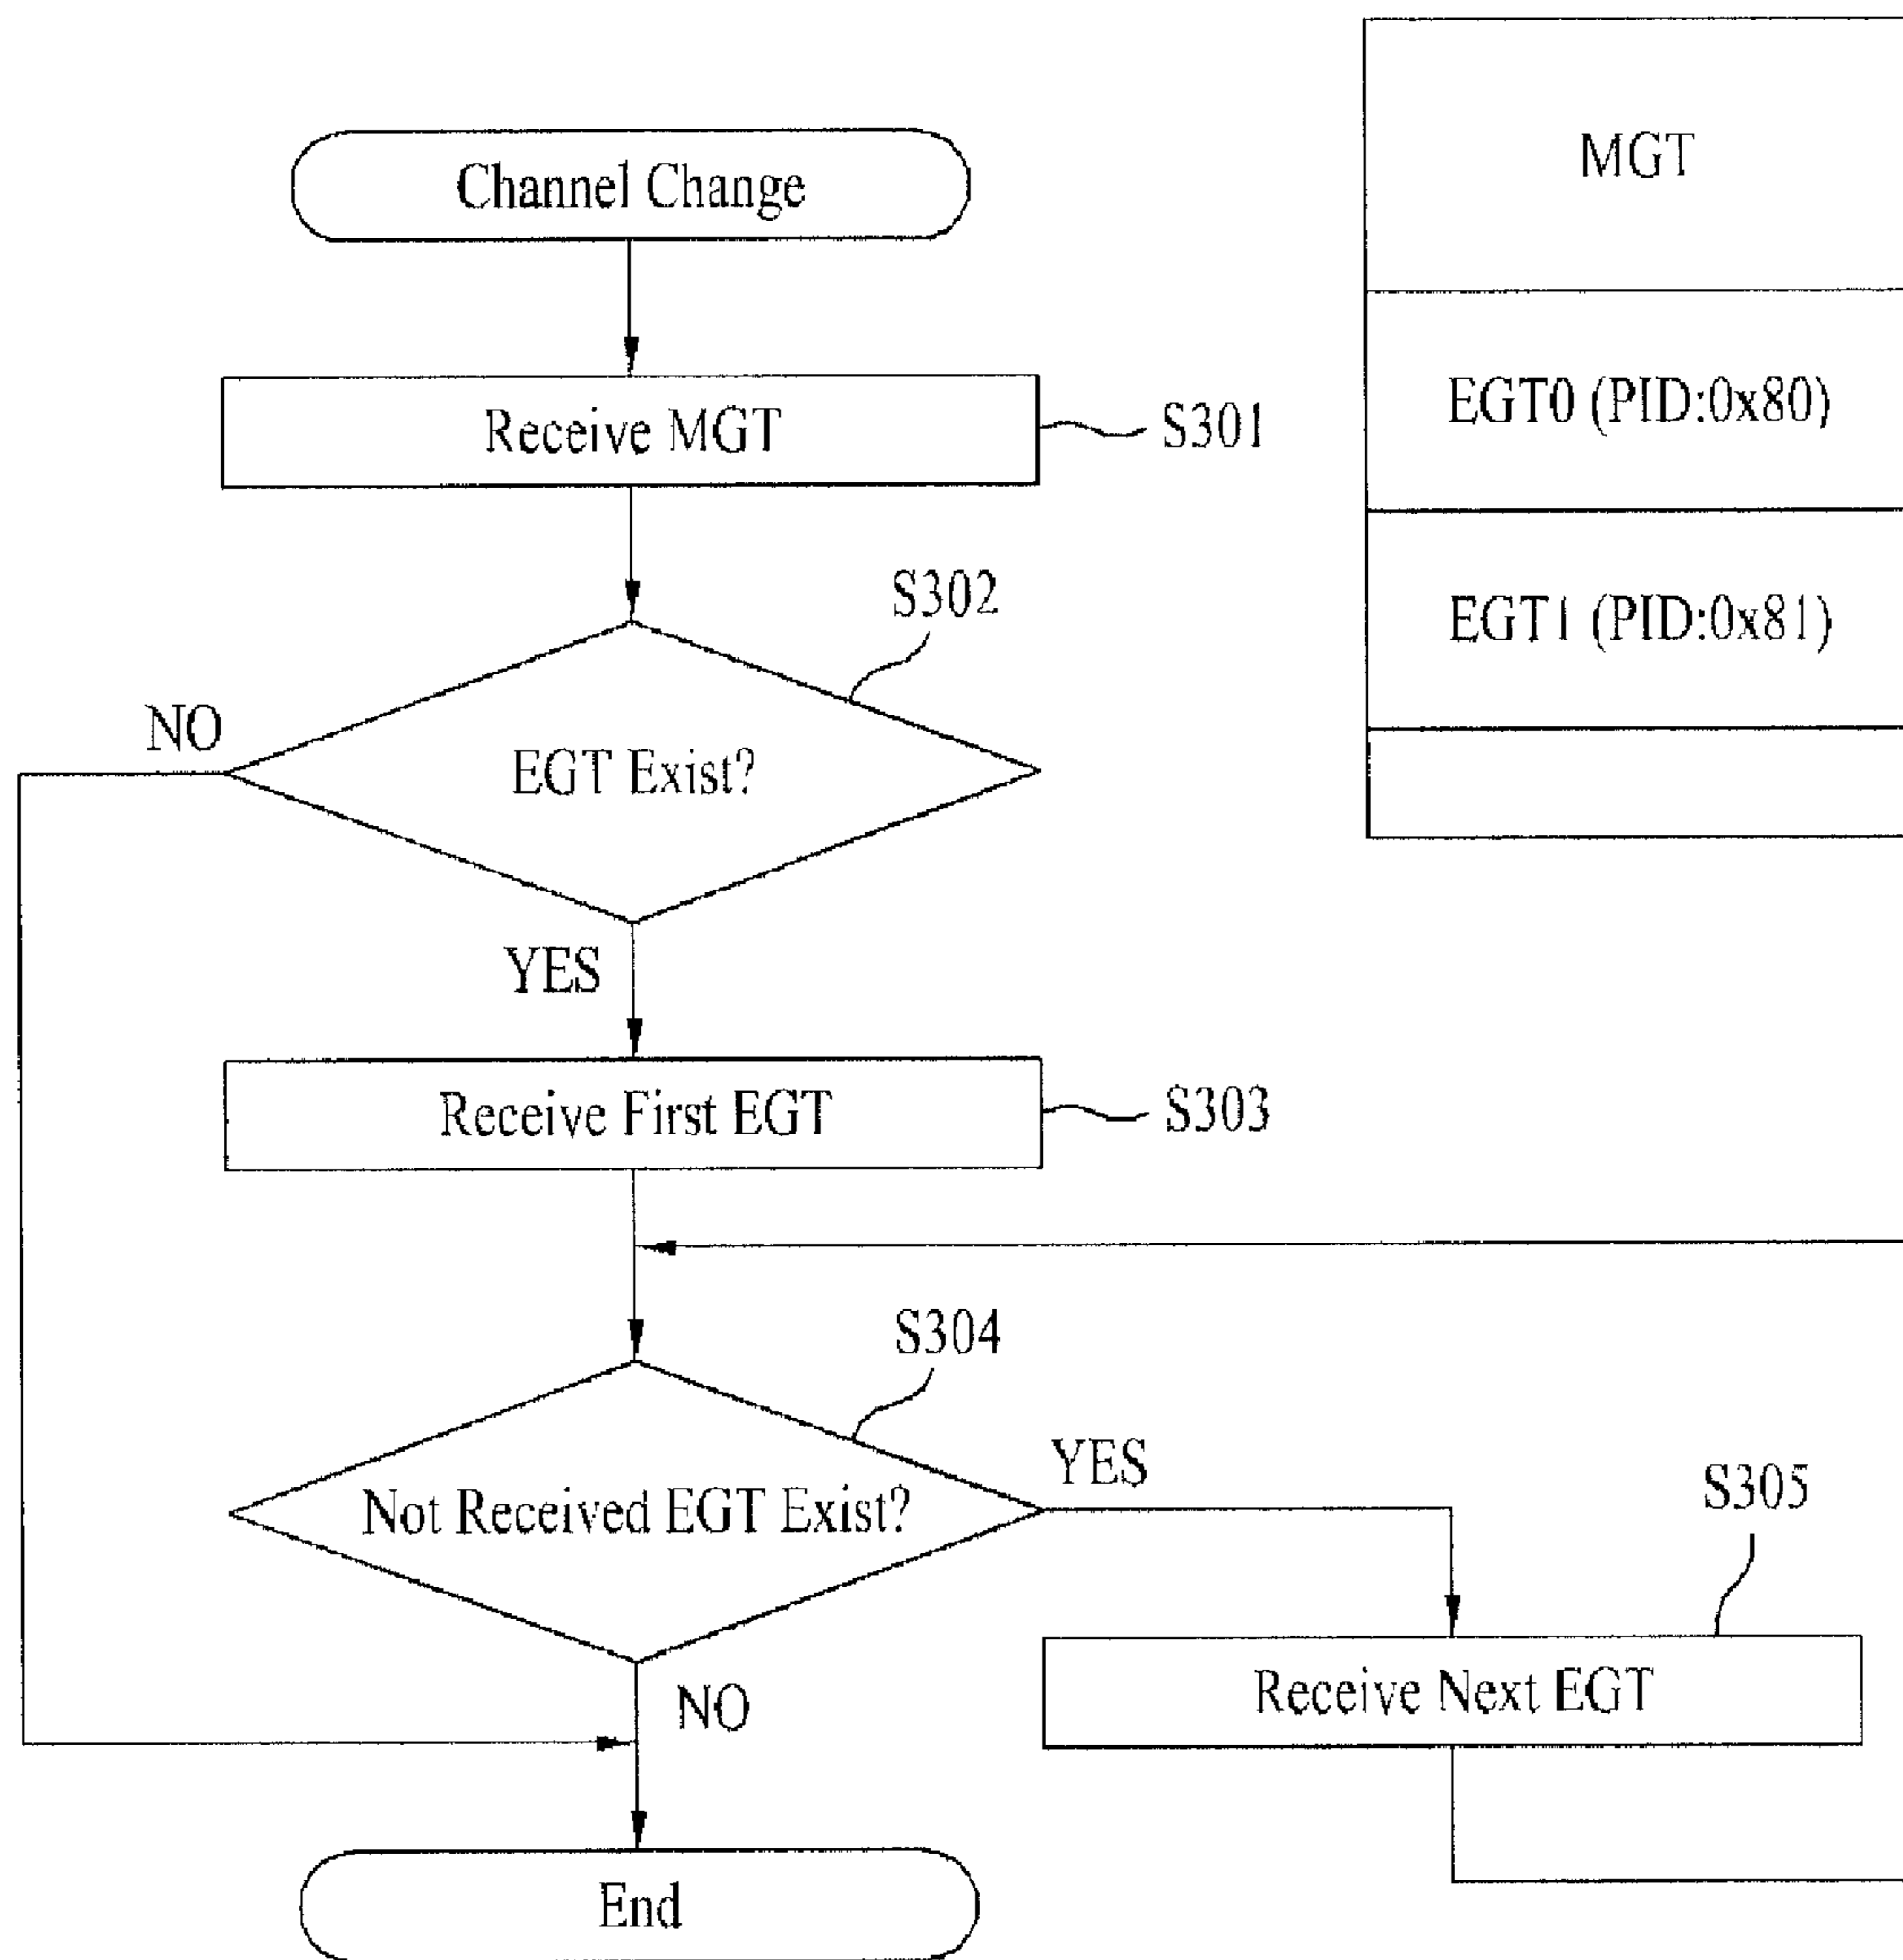 Channel Change
MGT
EGT0 (PID:0x80)
Receive MGT
S301
EGT1 (PID:0x81)
S302
NO
EGT Exist?
YES
Receive First EGT
S303
S304
YES
S305
Not Received EGT Exist?
Receive Next EGT
NO
End